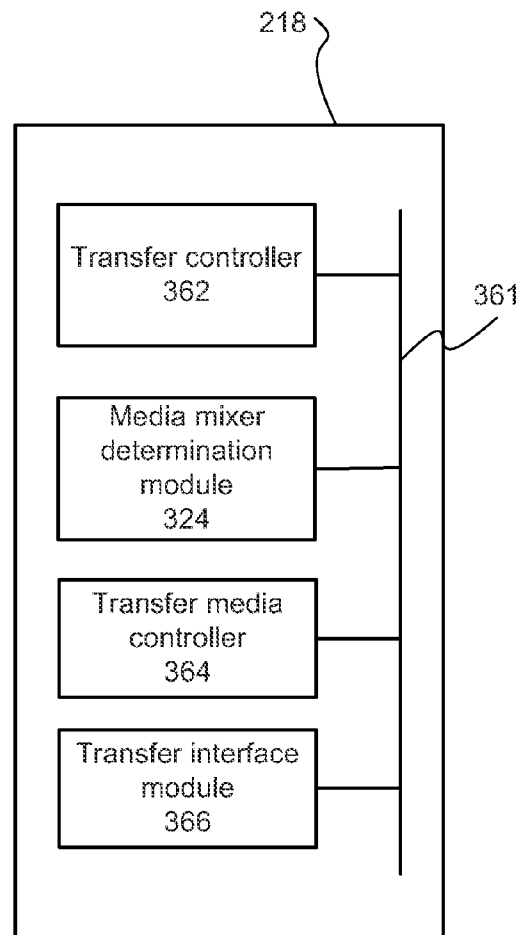 218
Transfer controller
362
361
Media mixer
determination
module
324
Transfer media
controller
364
Transfer interface
module
366